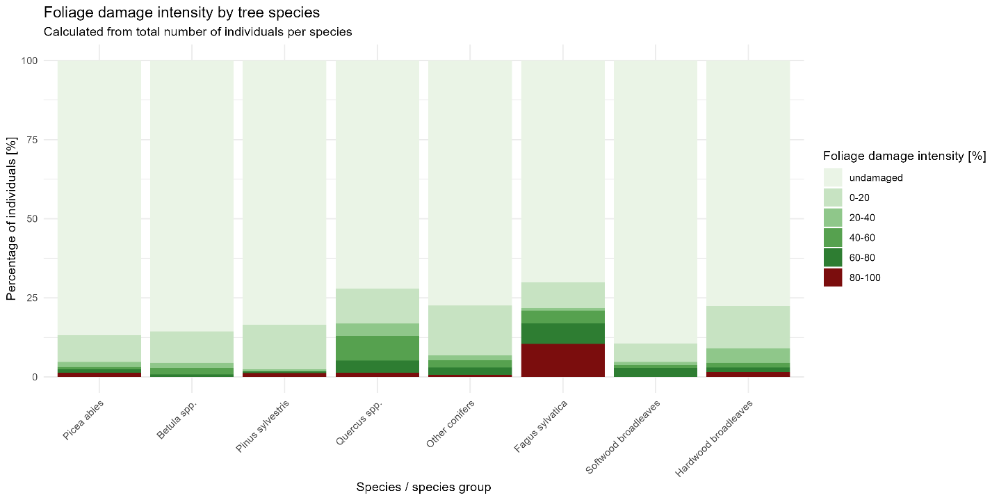 Foliage damage intensity by tree species
Calculated from total number of individuals per species
Percentage of individuals [%]
100
75
50
25
0
Picea abies
Betula spp.
Pinus sylvestris
Quercus spp.
Other conifers
Fagus sylvatica
Softwood broadleaves
Hardwood broadleaves
Species / species group
Foliage damage intensity [%]
undamaged
0-20
20-40
40-60
60-80
80-100